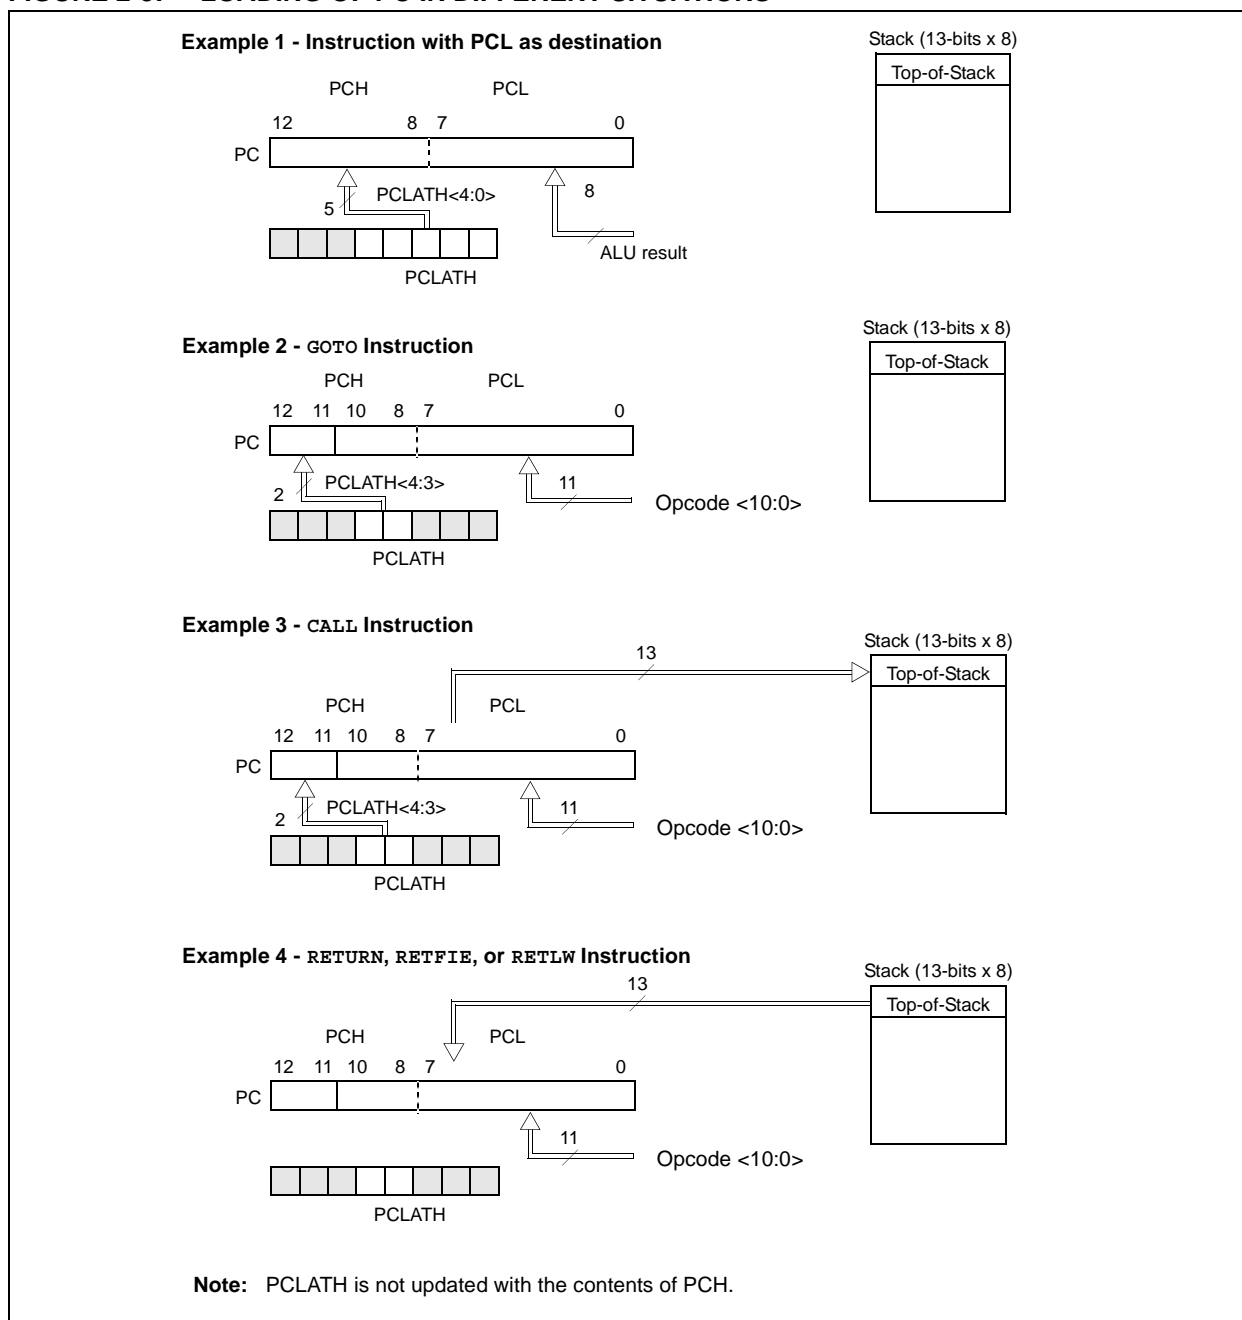 Example 1 - Instruction with PCL as destination
Stack (13-bits x 8)
Top-of-Stack
PCH PCL
12 8 7 0
PC
5 PCLATH<4:0> 8
ALU result
PCLATH
Example 2 - GOTO Instruction
Stack (13-bits x 8)
Top-of-Stack
PCH PCL
12 11 10 8 7 0
PC
2 PCLATH<4:3> 11
Opcode <10:0>
PCLATH
Example 3 - CALL Instruction
Stack (13-bits x 8)
13
Top-of-Stack
PCH PCL
12 11 10 8 7 0
PC
2 PCLATH<4:3> 11
Opcode <10:0>
PCLATH
Example 4 - RETURN, RETFIE, or RETLW Instruction
Stack (13-bits x 8)
13
Top-of-Stack
PCH PCL
12 11 10 8 7 0
PC
11
Opcode <10:0>
PCLATH
Note: PCLATH is not updated with the contents of PCH.